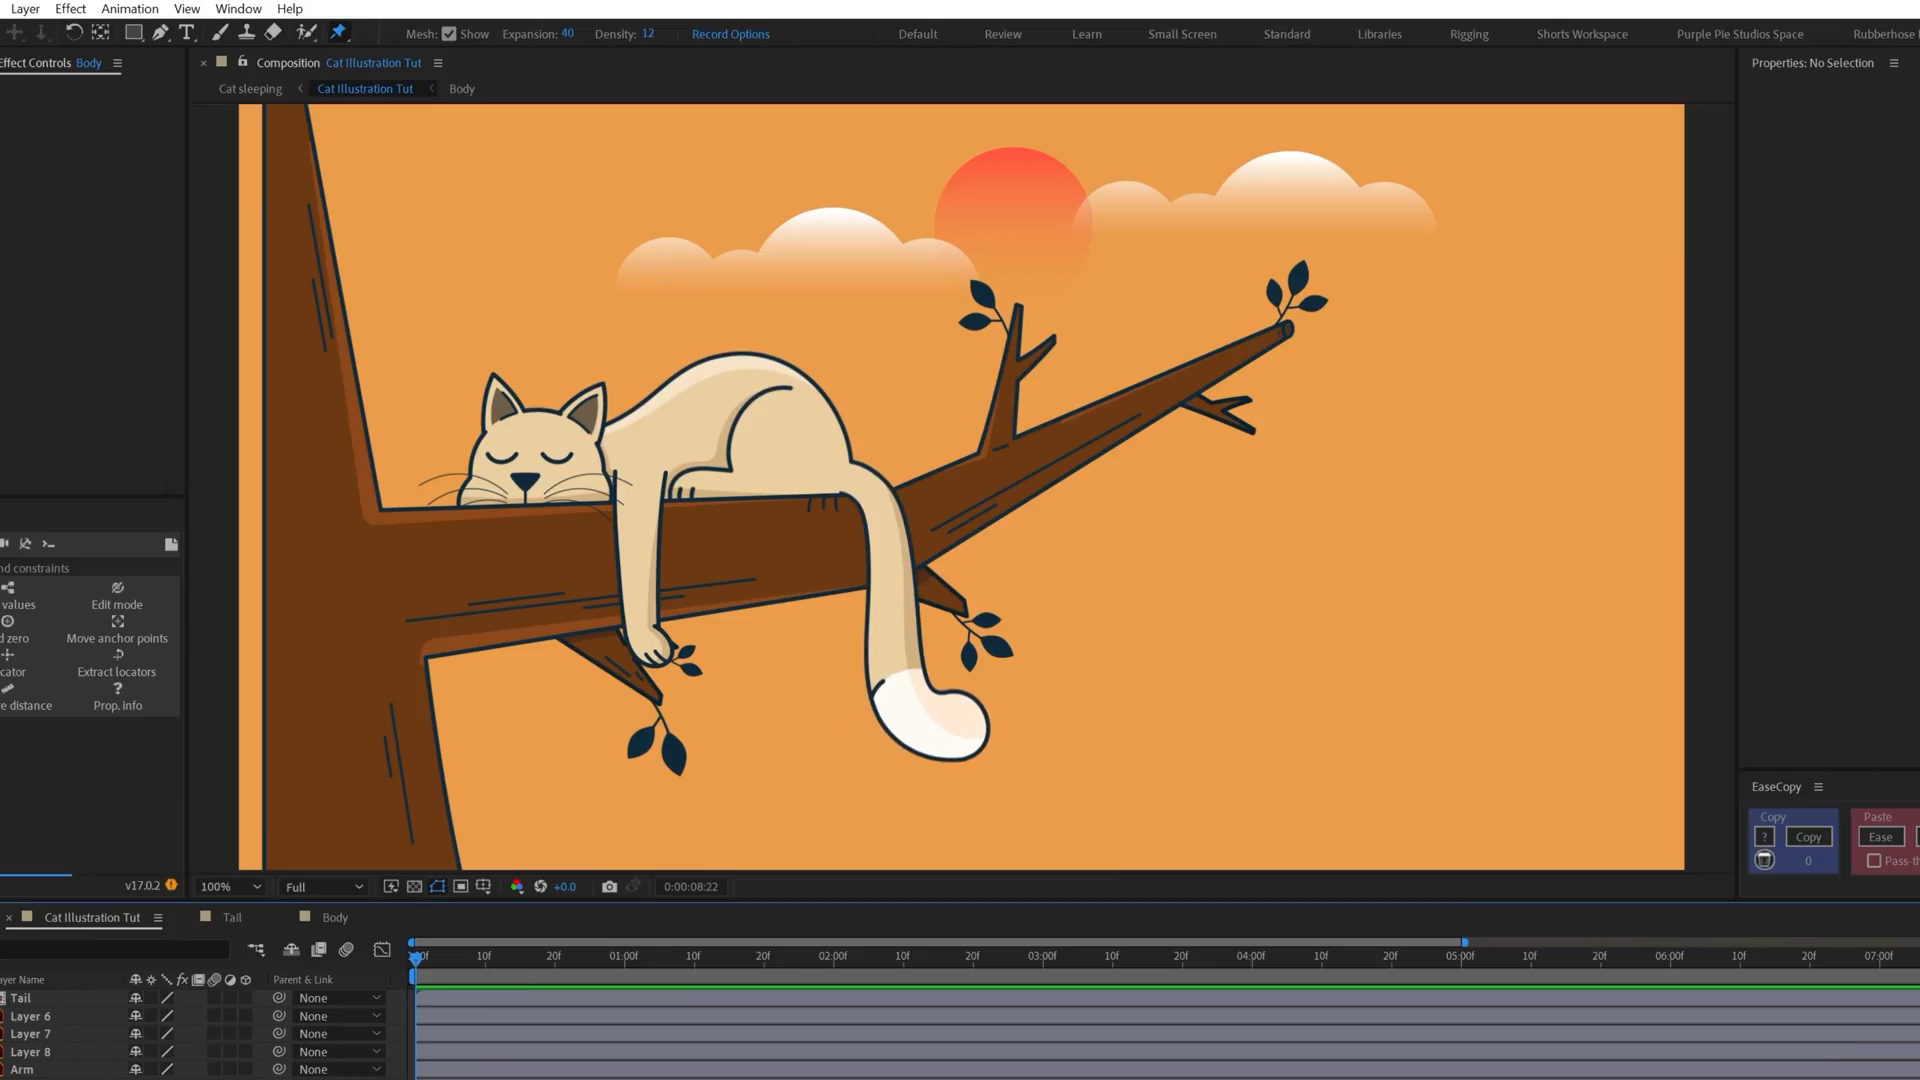 Layer Effect Animation View Window Help
Mesh: Show Expansion: 40 Density: 12 Record Options Default Review Learn Small Screen Standard Libraries Rigging Shorts Workspace Purple Pie Studios Space Rubberhose
Effect Controls Body
Composition Cat Illustration Tut
Properties: No Selection
Cat sleeping Cat Illustration Tut Body
nd constraints
values Edit mode
d zero Move anchor points
cator Extract locators
e distance Prop. info
v17.0.2
EaseCopy
Copy Paste
? Copy Ease
0 Pass-th
100% Full +0.0 0:00:08:22
Cat Illustration Tut Tail Body
:00f 10f 20f 01:00f 10f 20f 02:00f 10f 20f 03:00f 10f 20f 04:00f 10f 20f 05:00f 10f 20f 06:00f 10f 20f 07:00f
ayer Name fx Parent & Link
Tail None
Layer 6 None
Layer 7 None
Layer 8 None
Arm None